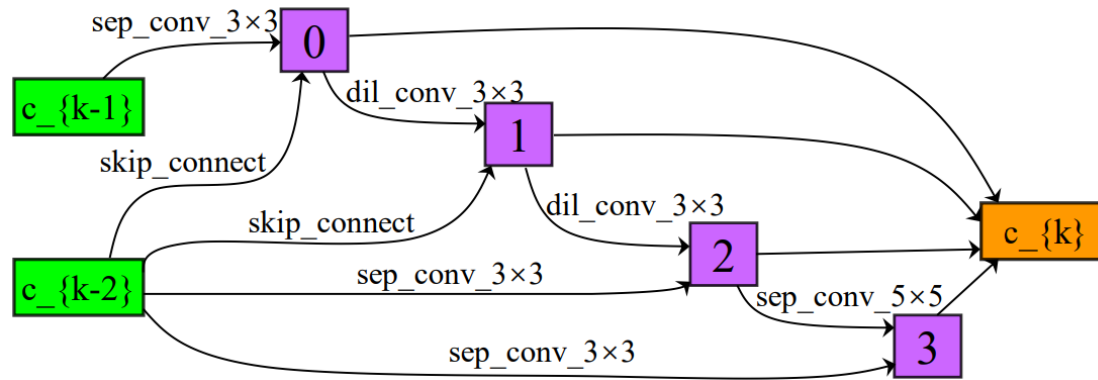 sep_conv_3×3
0
c_{k-1}
dil_conv_3×3
1
skip_connect
skip_connect
dil_conv_3×3
c_{k}
2
c_{k-2}
sep_conv_3×3
sep_conv_5×5
3
sep_conv_3×3